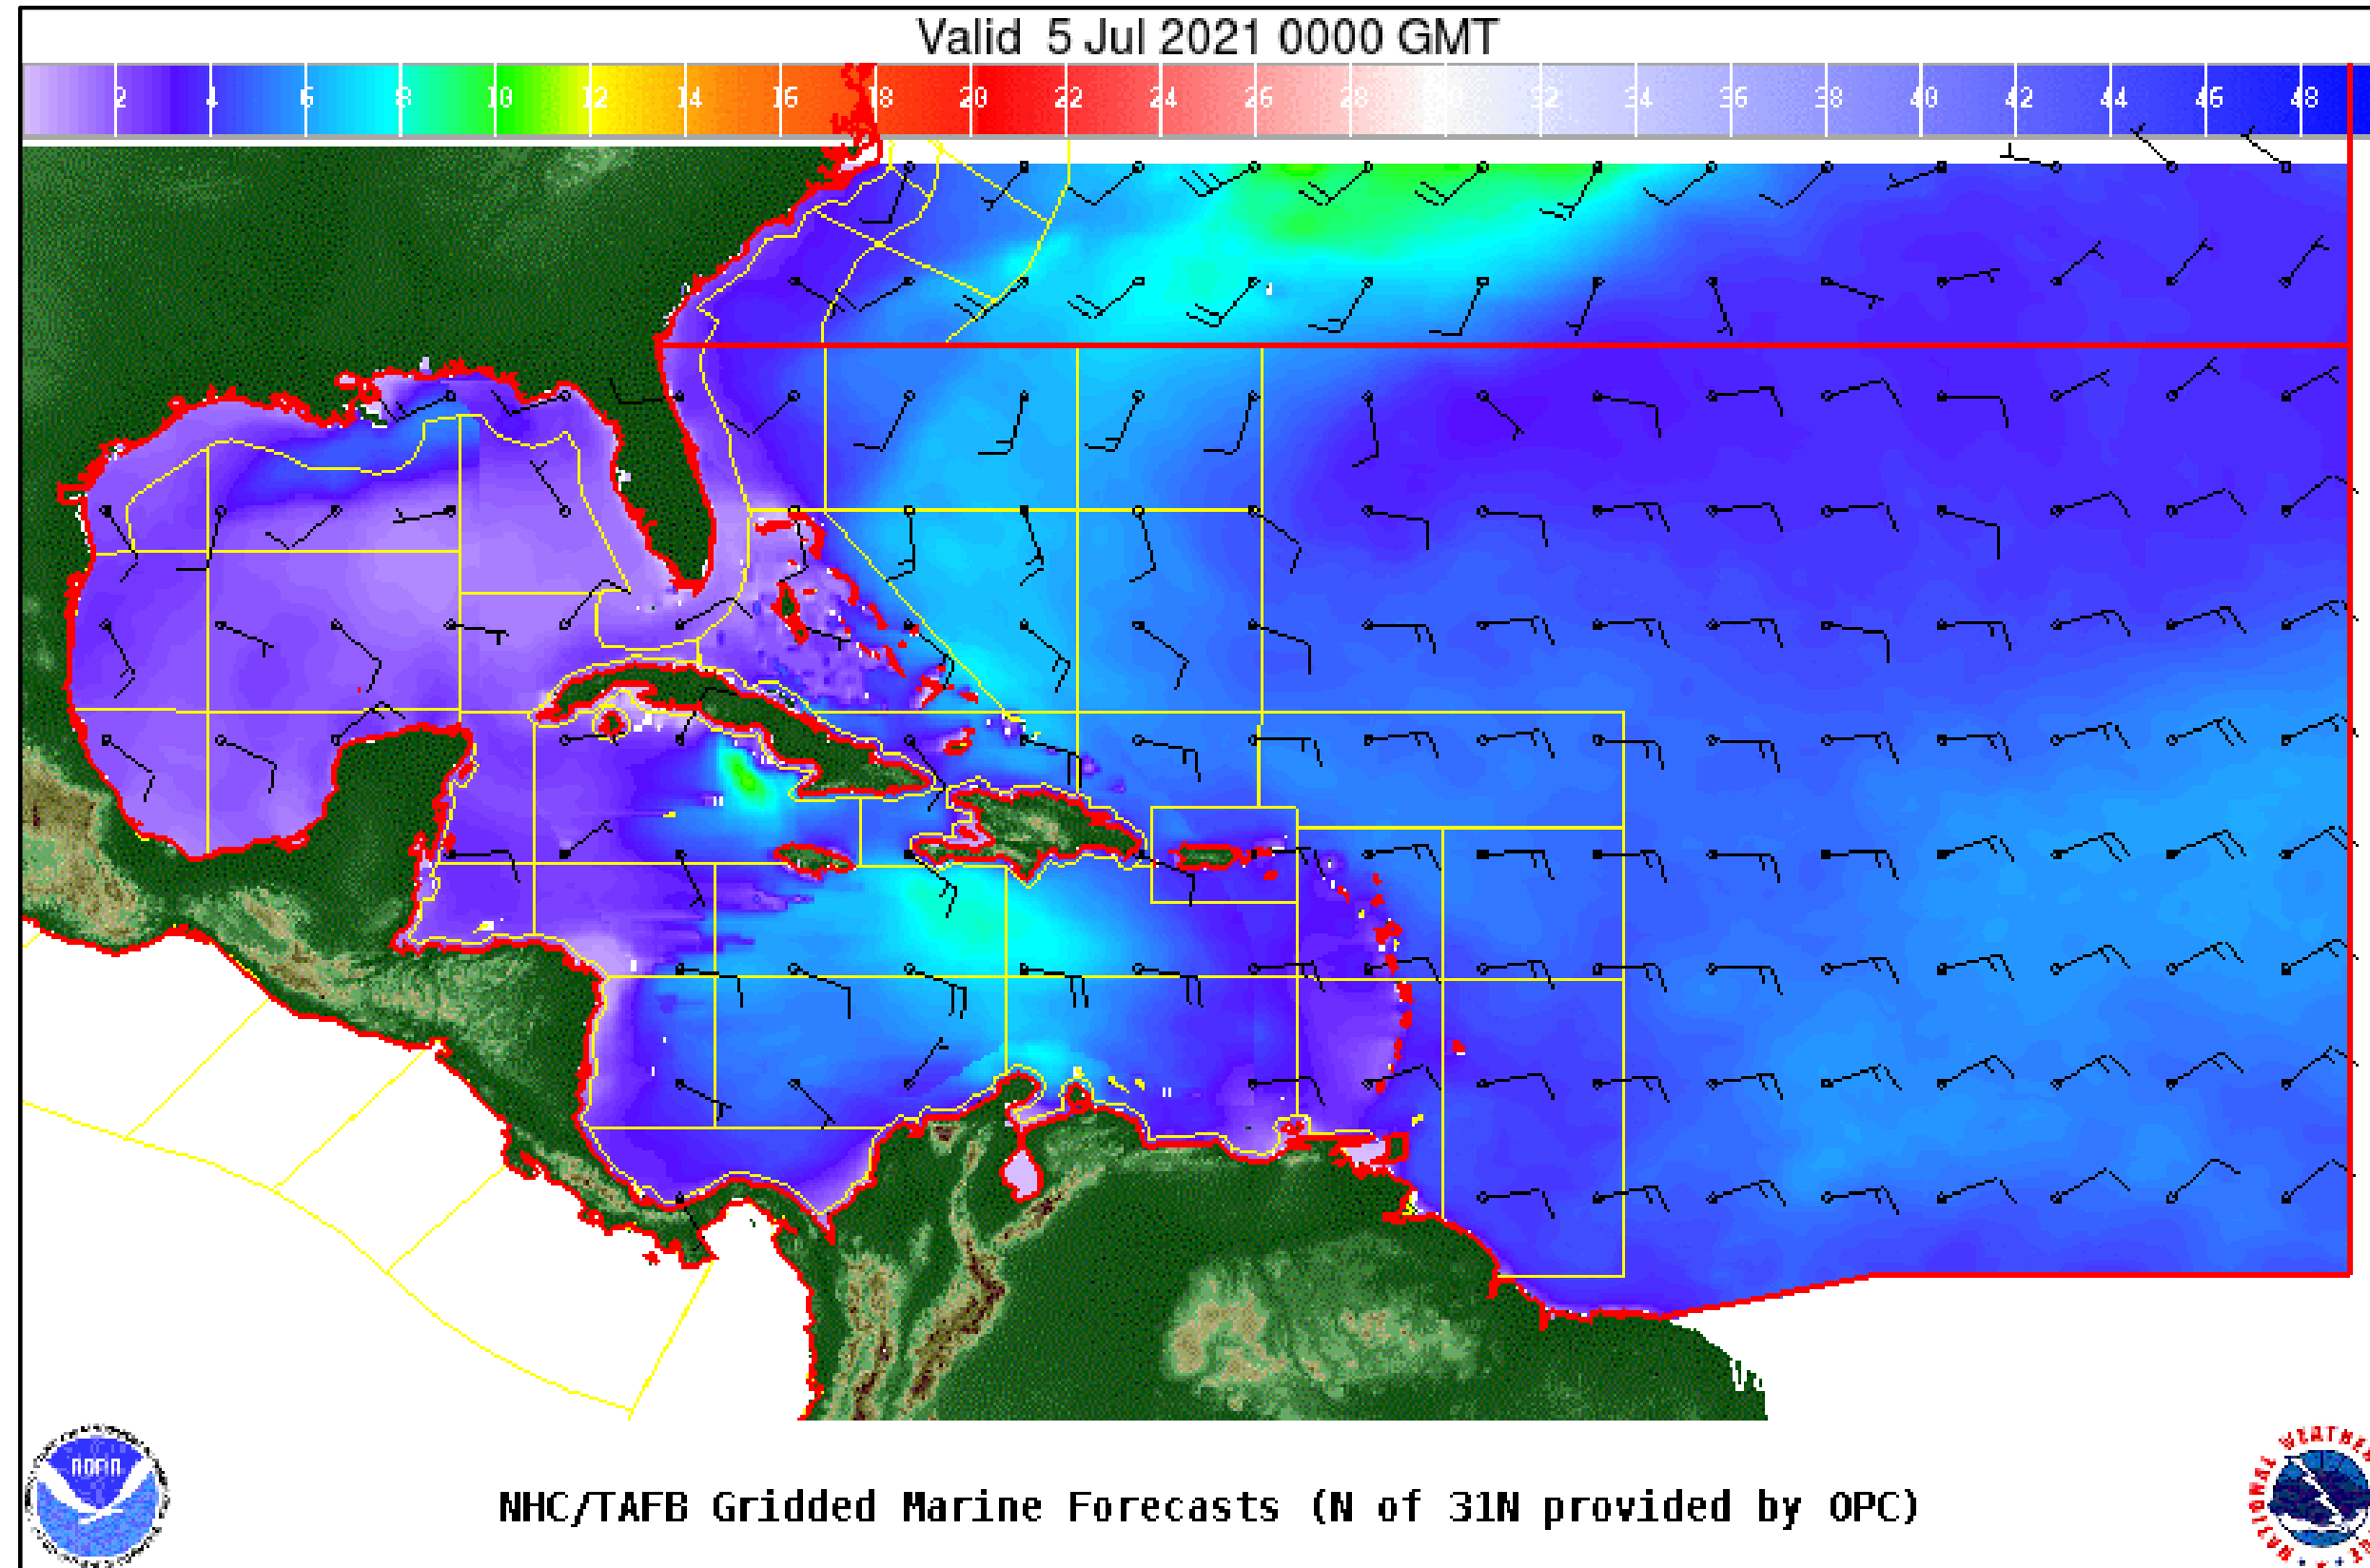 Valid 5 Jul 2021 0000 GMT
2 4 6 8 10 12 14 16 18 20 22 24 26 28 30 32 34 36 38 40 42 44 46 48
NHC/TAFB Gridded Marine Forecasts (N of 31N provided by OPC)
NOAA
NATIONAL WEATHER